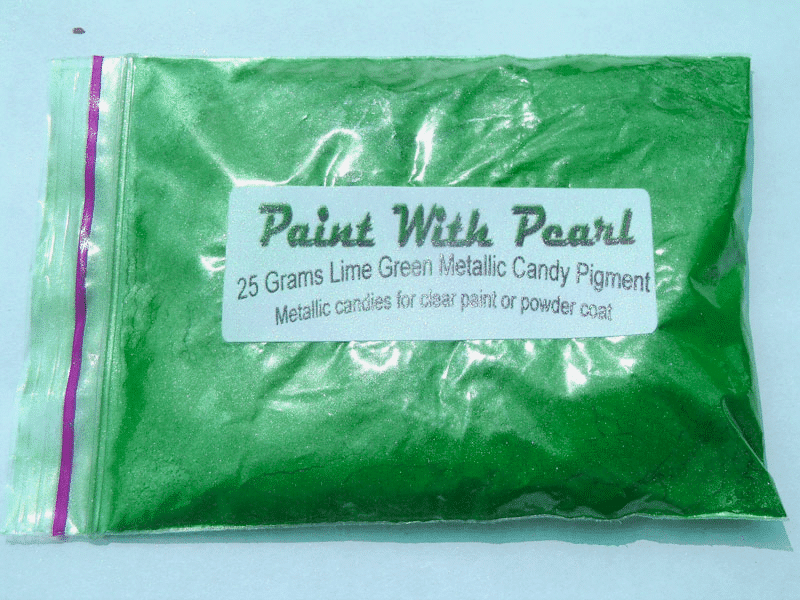 Paint With Pearl
25 Grams Lime Green Metallic Candy Pigment
Metallic candies for clear paint or powder coat